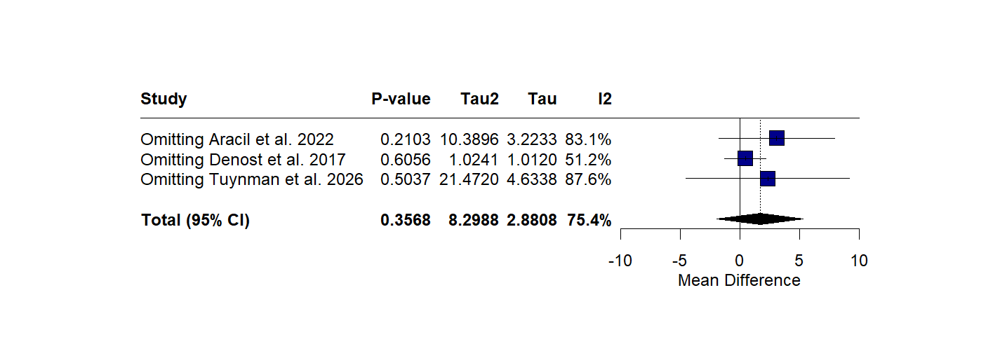 Study P-value Tau2 Tau I2
Omitting Aracil et al. 2022 0.2103 10.3896 3.2233 83.1%
Omitting Denost et al. 2017 0.6056 1.0241 1.0120 51.2%
Omitting Tuynman et al. 2026 0.5037 21.4720 4.6338 87.6%
Total (95% CI) 0.3568 8.2988 2.8808 75.4%
-10 -5 0 5 10
Mean Difference